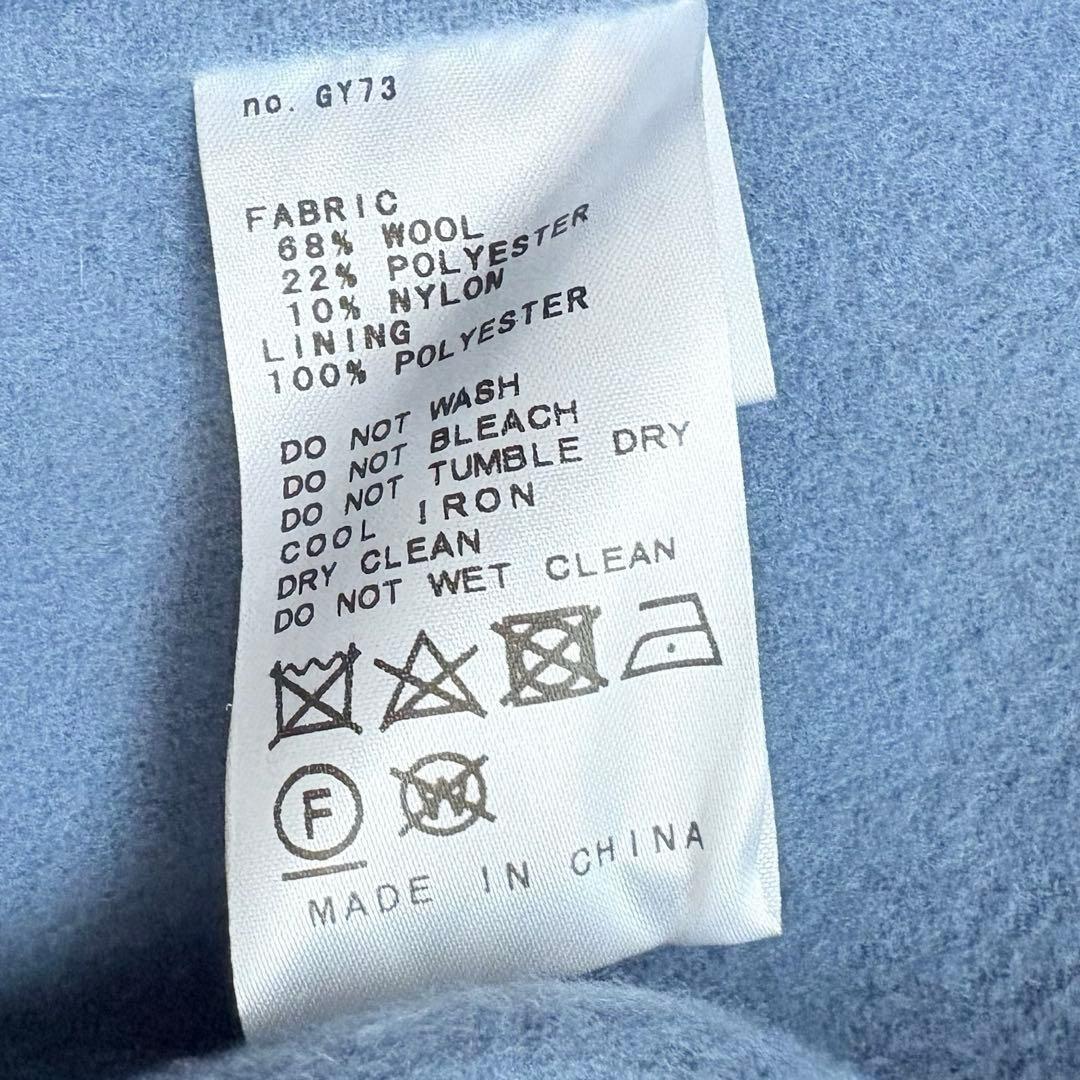 no. GY73
FABRIC
68% WOOL
22% POLYESTER
10% NYLON
LINING
100% POLYESTER
DO NOT WASH
DO NOT BLEACH
DO NOT TUMBLE DRY
COOL IRON
DRY CLEAN
DO NOT WET CLEAN
F W
MADE IN CHINA